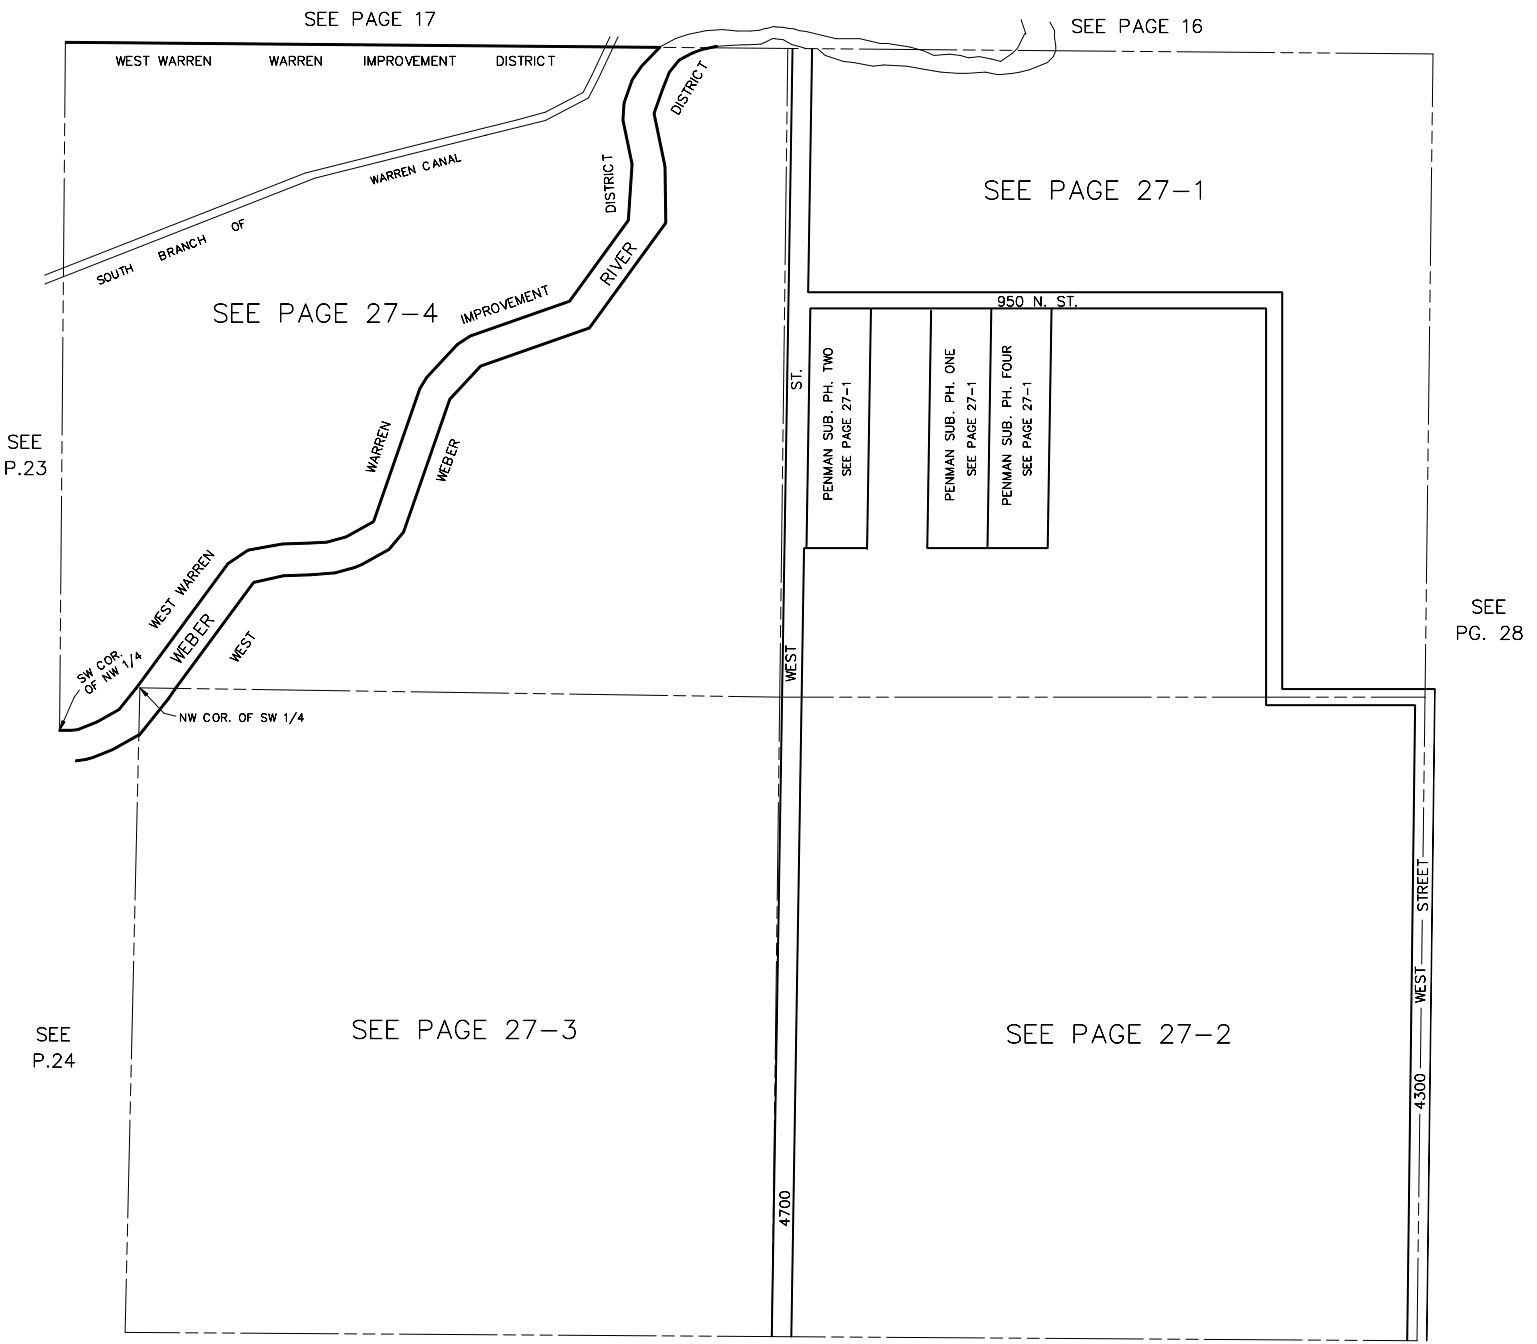 SEE PAGE 17
SEE PAGE 16
WEST WARREN WARREN IMPROVEMENT DISTRICT
DISTRICT
WARREN CANAL
DISTRICT
SEE PAGE 27-1
SOUTH BRANCH OF
RIVER
SEE PAGE 27-4
IMPROVEMENT
950 N. ST.
ST.
PENMAN SUB. PH. TWO
SEE PAGE 27-1
PENMAN SUB. PH. ONE
SEE PAGE 27-1
PENMAN SUB. PH. FOUR
SEE PAGE 27-1
SEE
P.23
WARREN
WEBER
WEST WARREN
WEBER
WEST
SEE
PG. 28
SW COR.
OF NW 1/4
WEST
NW COR. OF SW 1/4
STREET
WEST
4300
SEE PAGE 27-3
SEE PAGE 27-2
SEE
P.24
4700